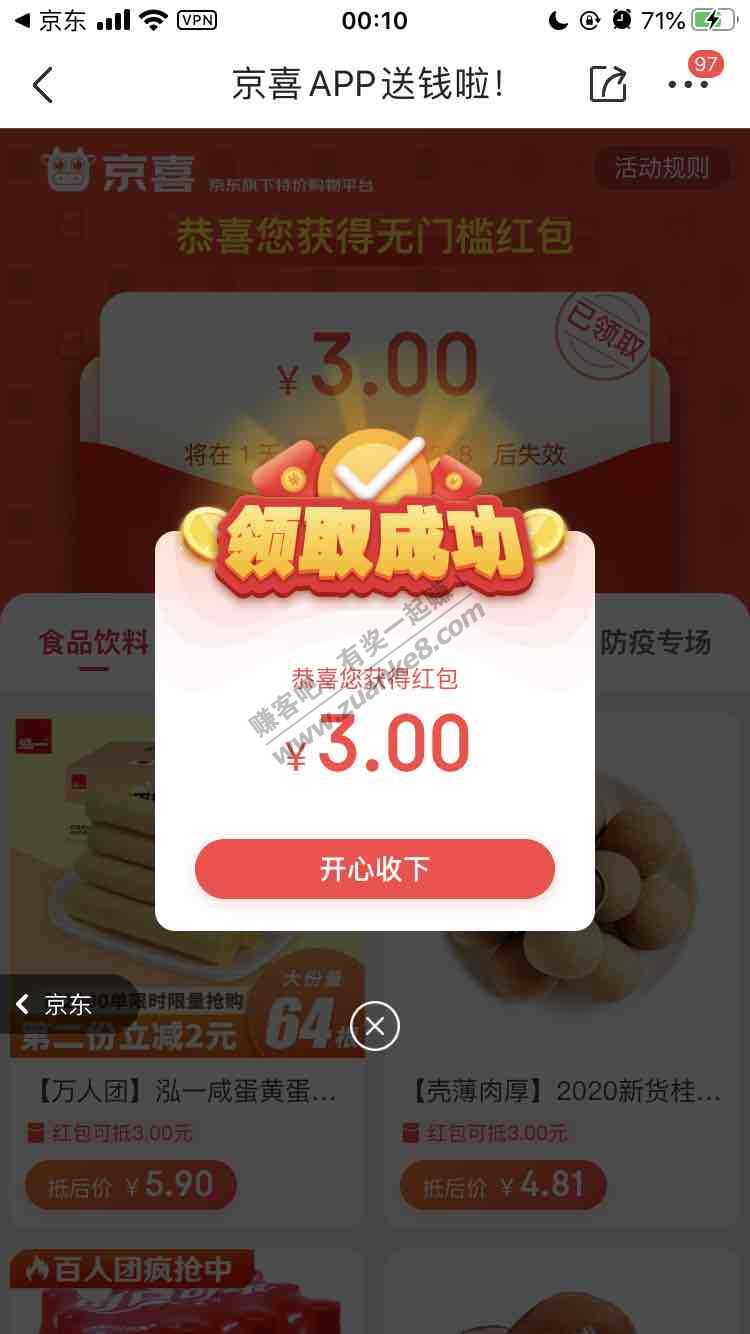 京东
VPN
00:10
71%
京喜APP送钱啦!
97
京喜 京东旗下特价购物平台
活动规则
恭喜您获得无门槛红包
已领取
¥3.00
将在 1 天
8 后失效
领取成功
食品饮料
防疫专场
恭喜您获得红包
¥3.00
赚客吧,有奖一起赚!
www.zuanke8.com
开心收下
京东
大份量
限时限量抢购
第二份立减2元
64
【万人团】泓一咸蛋黄蛋...
【壳薄肉厚】2020新货桂...
红包可抵3.00元
红包可抵3.00元
抵后价 ¥5.90
抵后价 ¥4.81
百人团疯抢中